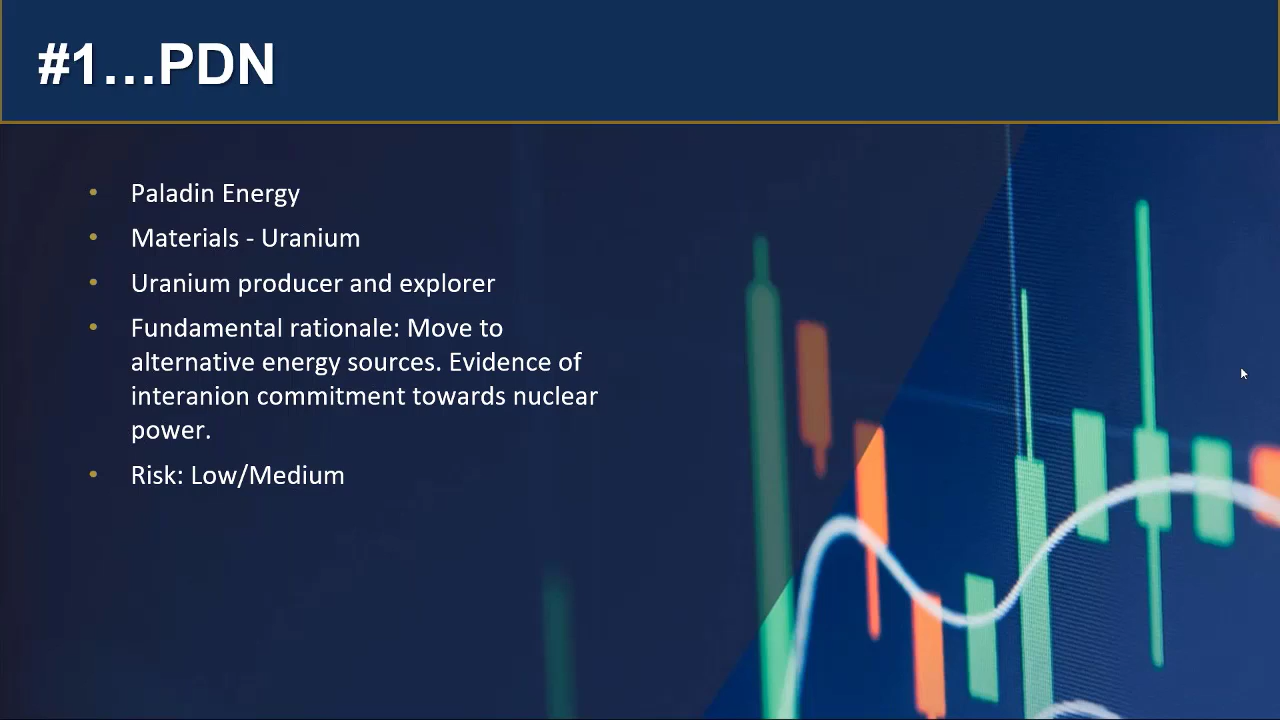 #1...PDN
• Paladin Energy
• Materials - Uranium
• Uranium producer and explorer
• Fundamental rationale: Move to
alternative energy sources. Evidence of
interanion commitment towards nuclear
power.
• Risk: Low/Medium